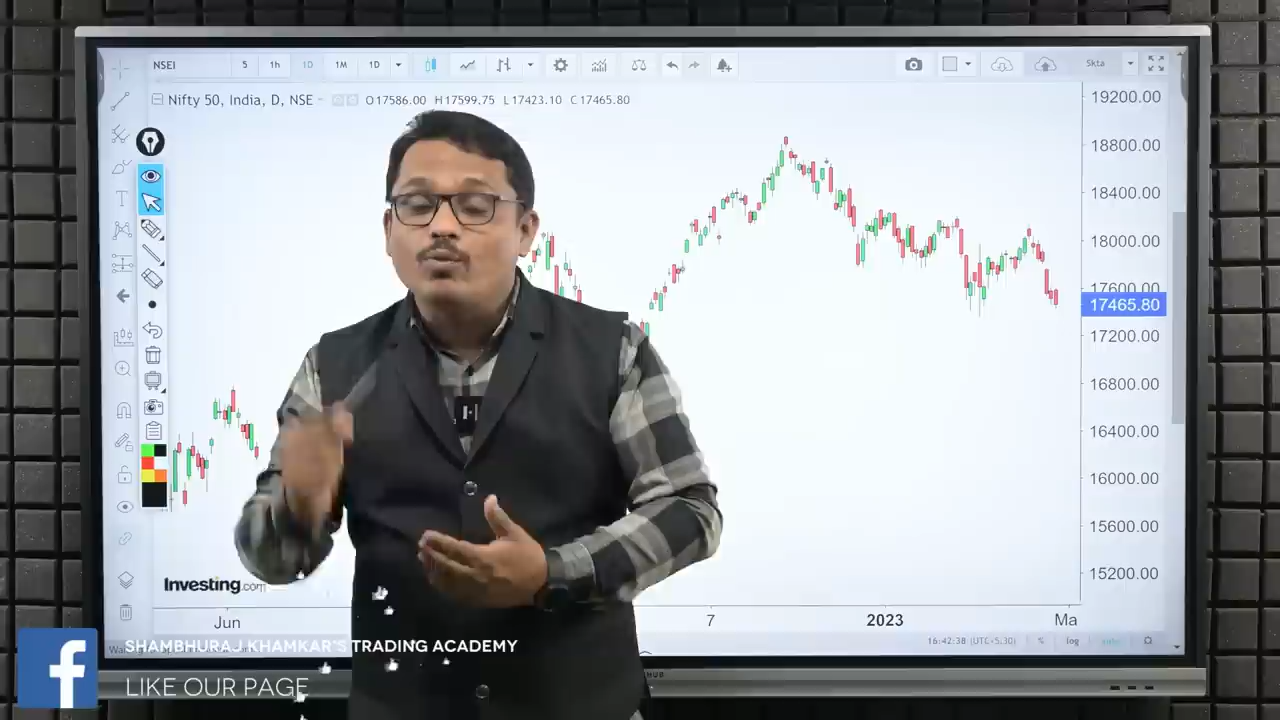 NSEI 5 1h 1D 1M 1D Skta
Nifty 50, India, D, NSE O17586.00 H17599.75 L17423.10 C17465.80
19200.00
18800.00
18400.00
18000.00
17600.00
17465.80
17200.00
16800.00
16400.00
16000.00
15600.00
15200.00
Investing.com
Jun 7 2023 Ma
16:42:38 (UTC+5:30) % log auto
SHAMBHURAJ KHAMKAR'S TRADING ACADEMY
LIKE OUR PAGE